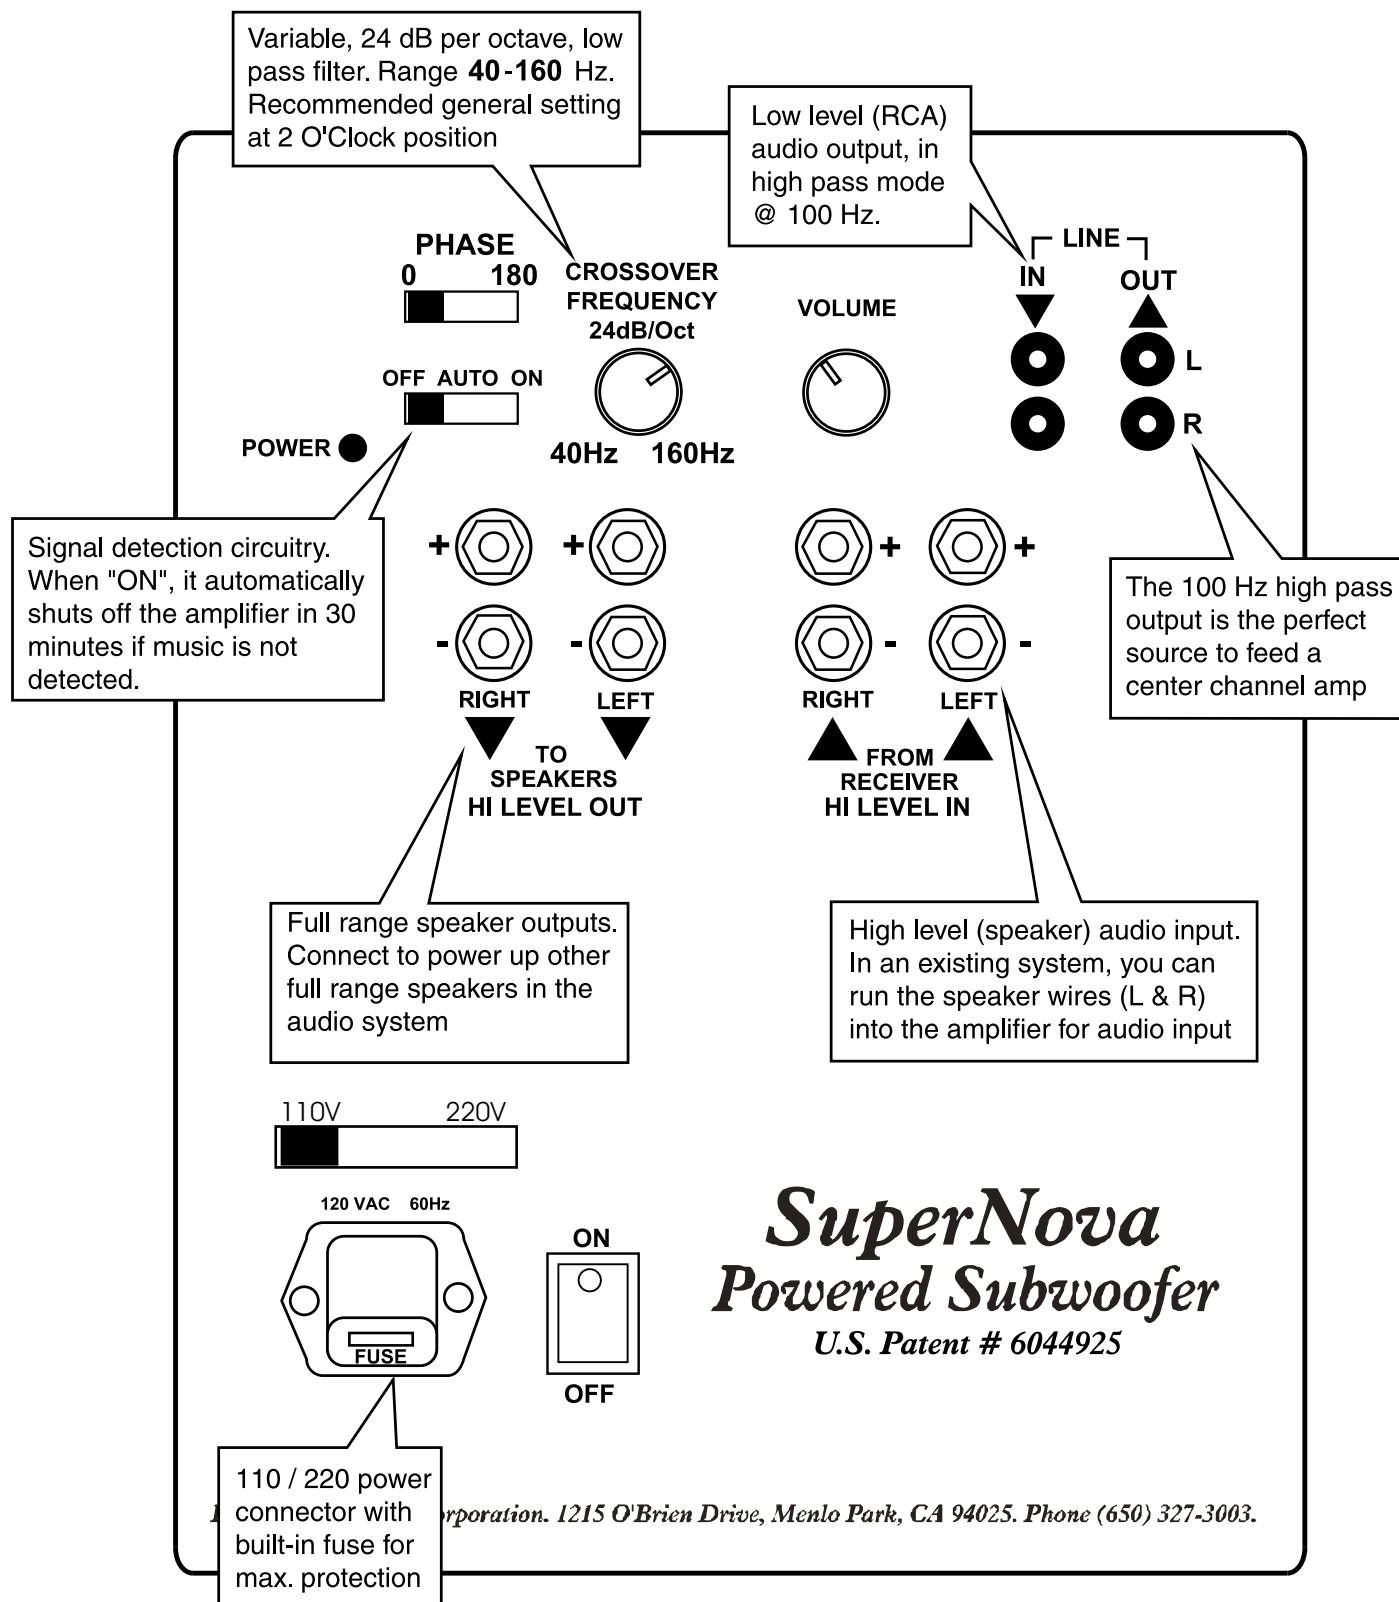 Variable, 24 dB per octave, low
pass filter. Range 40-160 Hz.
Recommended general setting
at 2 O'Clock position
Low level (RCA)
audio output, in
high pass mode
@ 100 Hz.
PHASE
0 180
CROSSOVER
FREQUENCY
24dB/Oct
VOLUME
LINE
IN OUT
L
R
OFF AUTO ON
POWER
40Hz 160Hz
Signal detection circuitry.
When "ON", it automatically
shuts off the amplifier in 30
minutes if music is not
detected.
+ + + +
- - - -
RIGHT LEFT
TO
SPEAKERS
HI LEVEL OUT
RIGHT LEFT
FROM
RECEIVER
HI LEVEL IN
The 100 Hz high pass
output is the perfect
source to feed a
center channel amp
Full range speaker outputs.
Connect to power up other
full range speakers in the
audio system
High level (speaker) audio input.
In an existing system, you can
run the speaker wires (L & R)
into the amplifier for audio input
110V 220V
120 VAC 60Hz
FUSE
ON
OFF
SuperNova
Powered Subwoofer
U.S. Patent # 6044925
110 / 220 power
connector with
built-in fuse for
max. protection
1215 O'Brien Drive, Menlo Park, CA 94025. Phone (650) 327-3003.